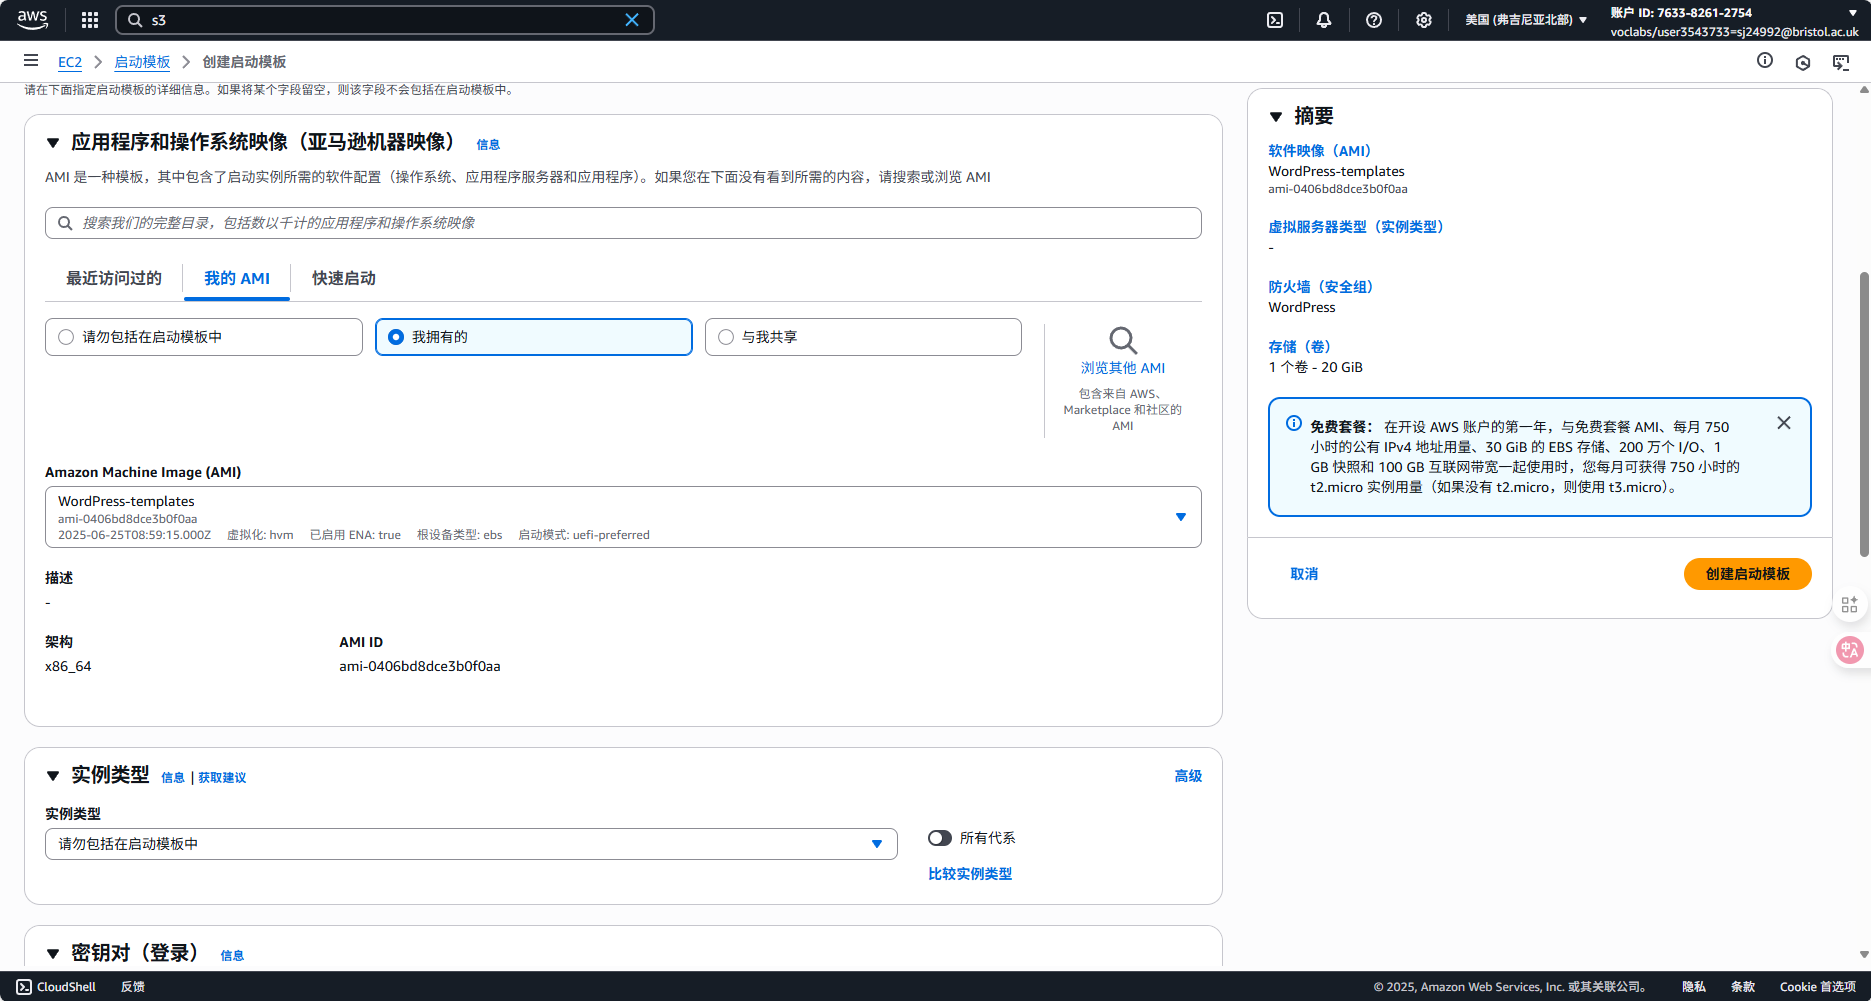 aws
s3
美国 (弗吉尼亚北部)
账户 ID: 7633-8261-2754
voclabs/user3543733=sj24992@bristol.ac.uk
EC2
启动模板
创建启动模板
请在下面指定启动模板的详细信息。如果将某个字段留空，则该字段不会包括在启动模板中。
应用程序和操作系统映像（亚马逊机器映像）
信息
AMI 是一种模板，其中包含了启动实例所需的软件配置（操作系统、应用程序服务器和应用程序）。如果您在下面没有看到所需的内容，请搜索或浏览 AMI
搜索我们的完整目录，包括数以千计的应用程序和操作系统映像
最近访问过的
我的 AMI
快速启动
请勿包括在启动模板中
我拥有的
与我共享
浏览其他 AMI
包含来自 AWS、
Marketplace 和社区的
AMI
Amazon Machine Image (AMI)
WordPress-templates
ami-0406bd8dce3b0f0aa
2025-06-25T08:59:15.000Z 虚拟化: hvm 已启用 ENA: true 根设备类型: ebs 启动模式: uefi-preferred
描述
-
架构
AMI ID
x86_64
ami-0406bd8dce3b0f0aa
实例类型
信息 | 获取建议
高级
实例类型
请勿包括在启动模板中
所有代系
比较实例类型
密钥对（登录）
信息
摘要
软件映像（AMI）
WordPress-templates
ami-0406bd8dce3b0f0aa
虚拟服务器类型（实例类型）
-
防火墙（安全组）
WordPress
存储（卷）
1 个卷 - 20 GiB
免费套餐： 在开设 AWS 账户的第一年，与免费套餐 AMI、每月 750
小时的公有 IPv4 地址用量、30 GiB 的 EBS 存储、200 万个 I/O、1
GB 快照和 100 GB 互联网带宽一起使用时，您每月可获得 750 小时的
t2.micro 实例用量（如果没有 t2.micro，则使用 t3.micro）。
取消
创建启动模板
中
A
CloudShell
反馈
© 2025, Amazon Web Services, Inc. 或其关联公司。
隐私
条款
Cookie 首选项